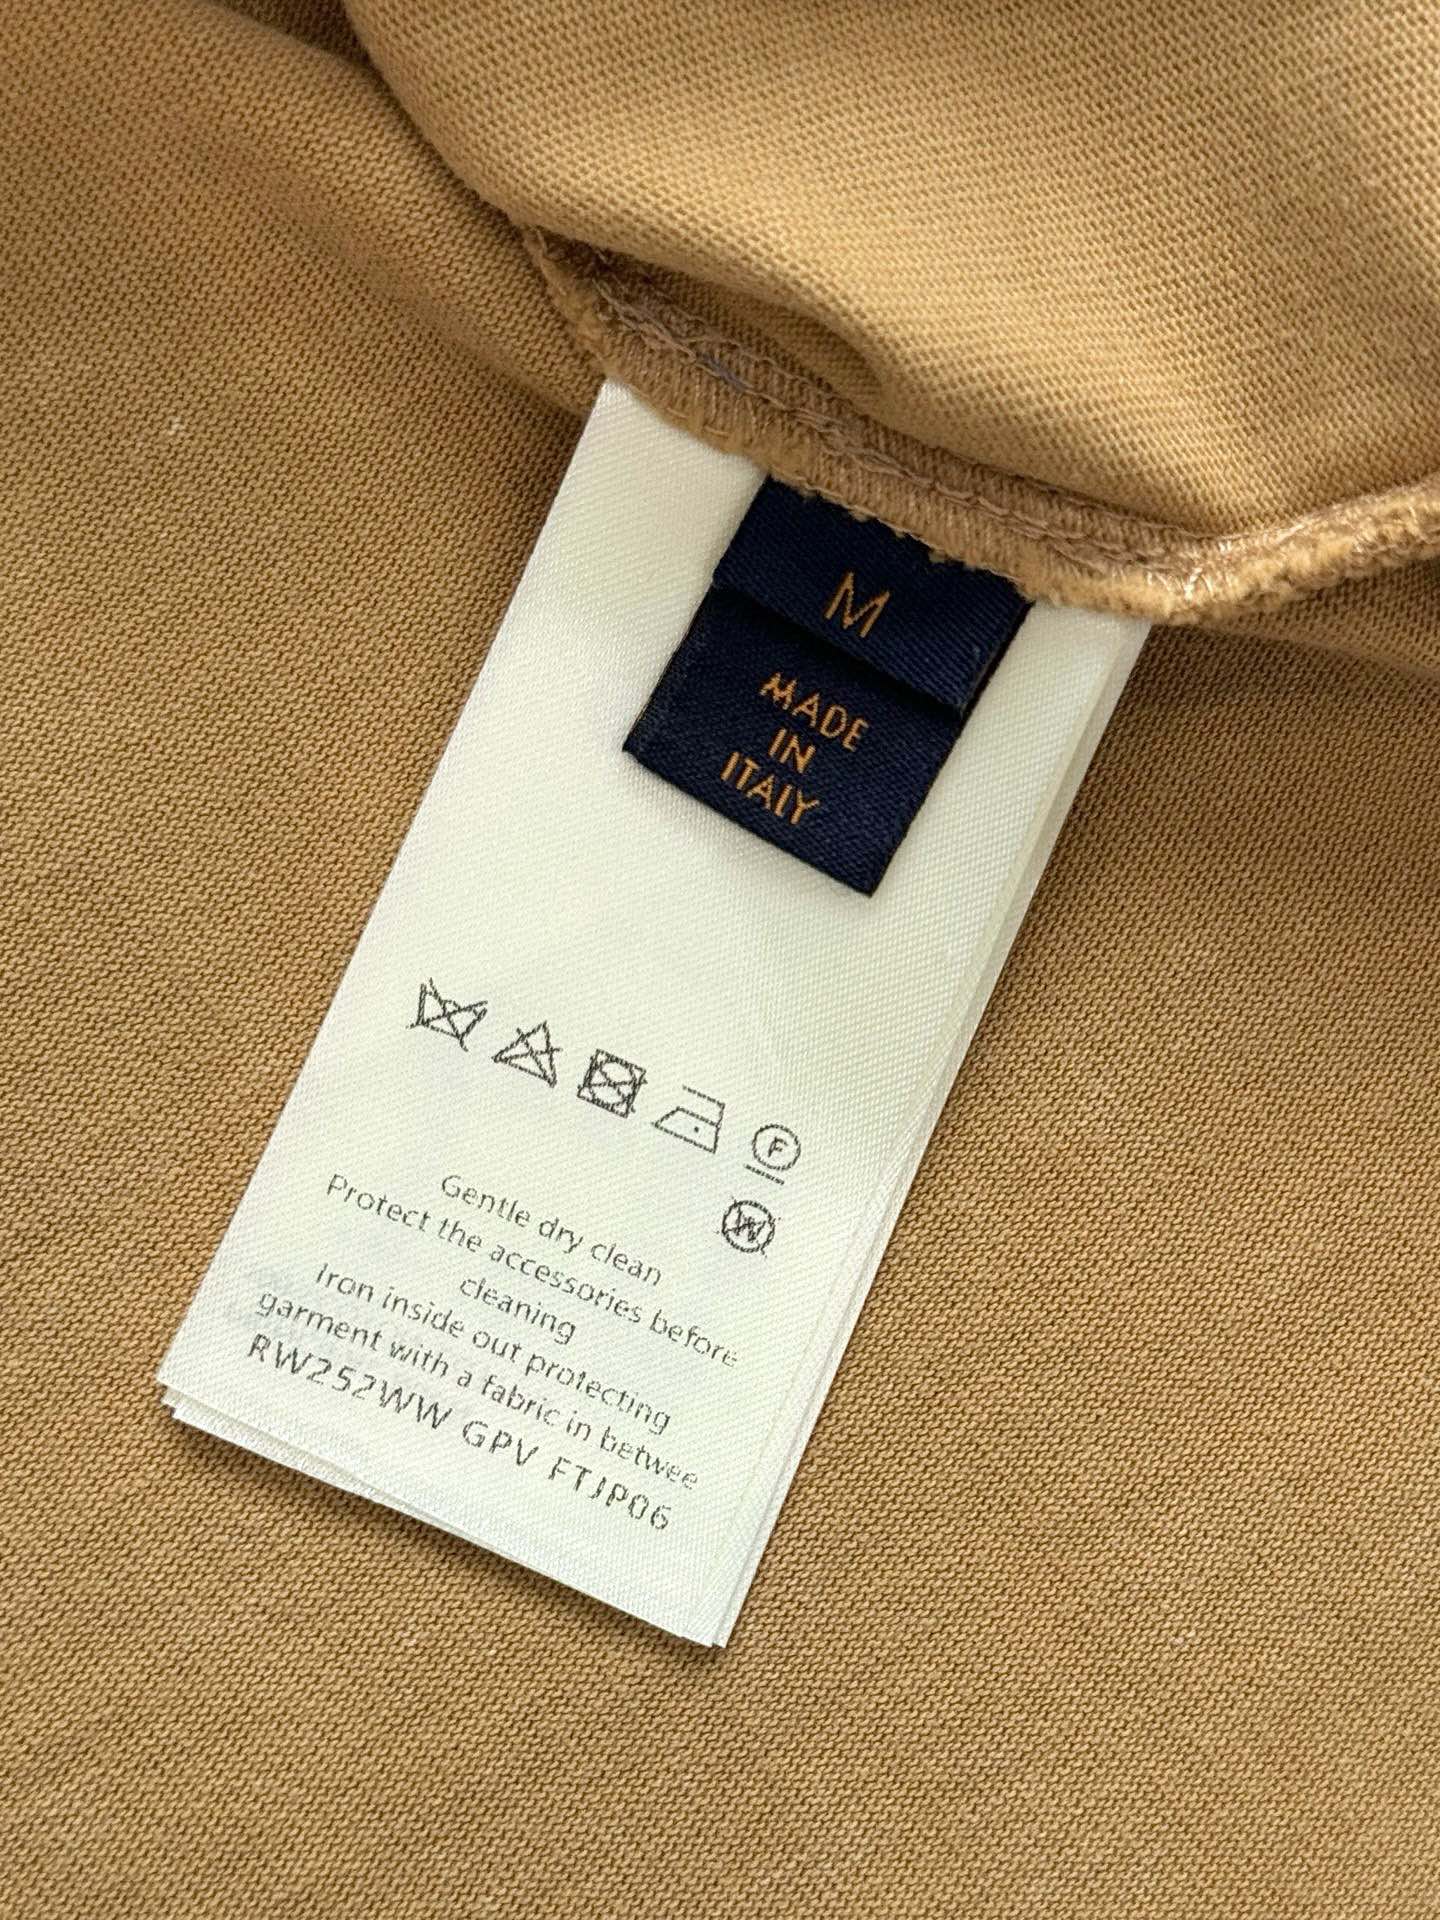 M
MADE
IN
ITALY
F
W
Gentle dry clean
Protect the accessories before
cleaning
Iron inside out protecting
garment with a fabric in betwee
RW252WW GPV FTJP06